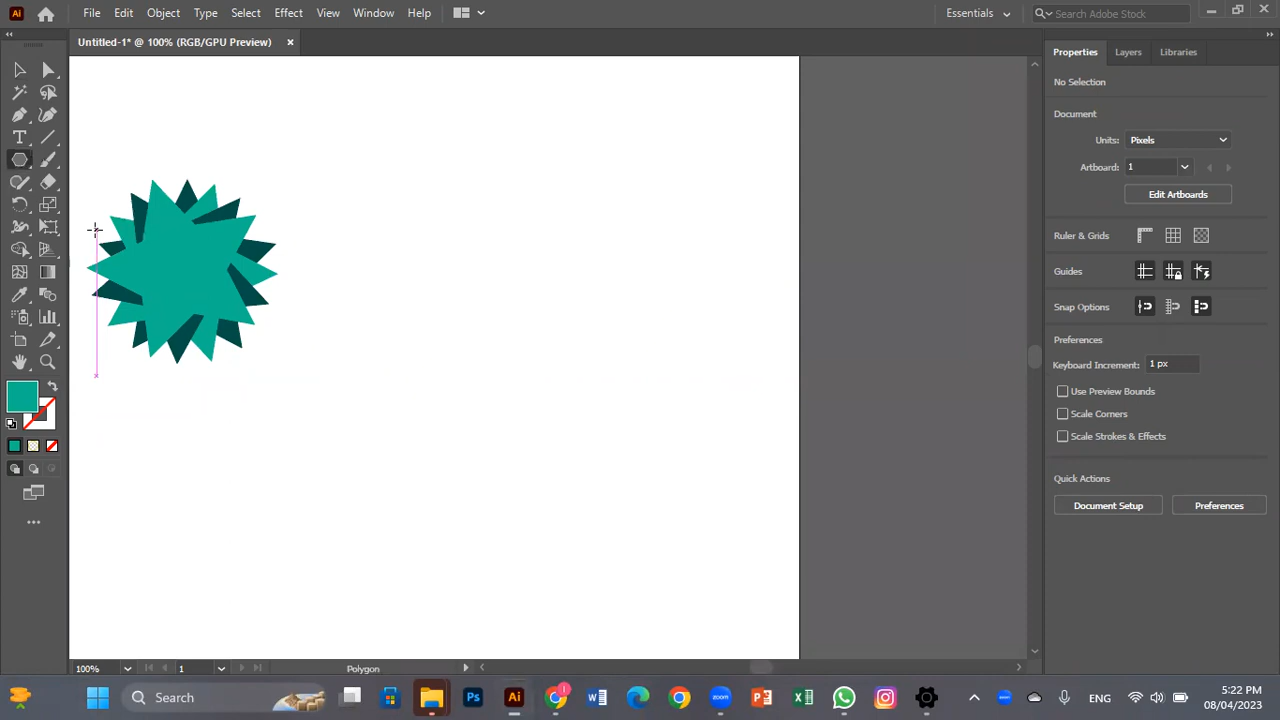 Ai File Edit Object Type Select Effect View Window Help Essentials Search Adobe Stock
Untitled-1* @ 100% (RGB/GPU Preview)
Properties Layers Libraries
No Selection
Document
Units: Pixels
Artboard: 1
Edit Artboards
Ruler & Grids
Guides
Snap Options
Preferences
Keyboard Increment: 1 px
Use Preview Bounds
Scale Corners
Scale Strokes & Effects
Quick Actions
Document Setup Preferences
100% 1 Polygon
Search Ps Ai W P X ENG 5:22 PM
08/04/2023